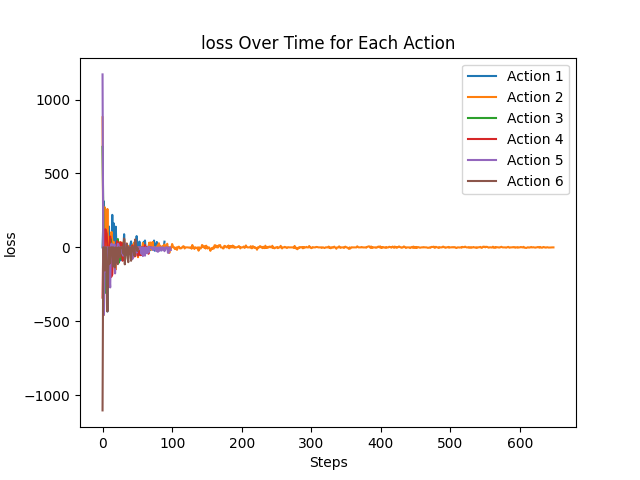 loss Over Time for Each Action
Action 1
Action 2
Action 3
Action 4
Action 5
Action 6
1000
500
0
−500
−1000
loss
0 100 200 300 400 500 600
Steps